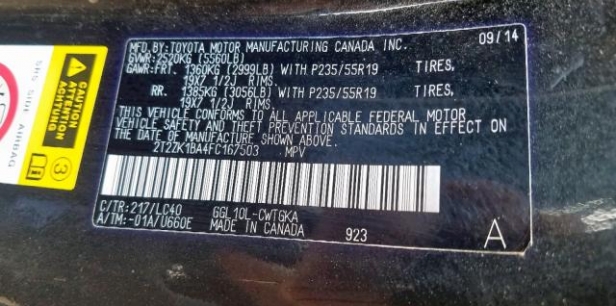 MFD. BY: TOYOTA MOTOR MANUFACTURING CANADA INC. 09/14
GVWR: 2520KG (5560LB)
GAWR: FRT. 1360KG (2999LB) WITH P235/55R19 TIRES,
19X7 1/2J RIMS.
RR. 1385KG (3056LB) WITH P235/55R19 TIRES,
19X7 1/2J RIMS.
THIS VEHICLE CONFORMS TO ALL APPLICABLE FEDERAL MOTOR
VEHICLE SAFETY AND THEFT PREVENTION STANDARDS IN EFFECT ON
THE DATE OF MANUFACTURE SHOWN ABOVE.
2T2ZK1BA4FC167503 MPV
C/TR: 217/LC40 GGL10L-CWTGKA
A/TM: -01A/U660E MADE IN CANADA 923 A
SRS SIDE AIRBAG
CAUTION
ATTENTION
ACHTUNG
3